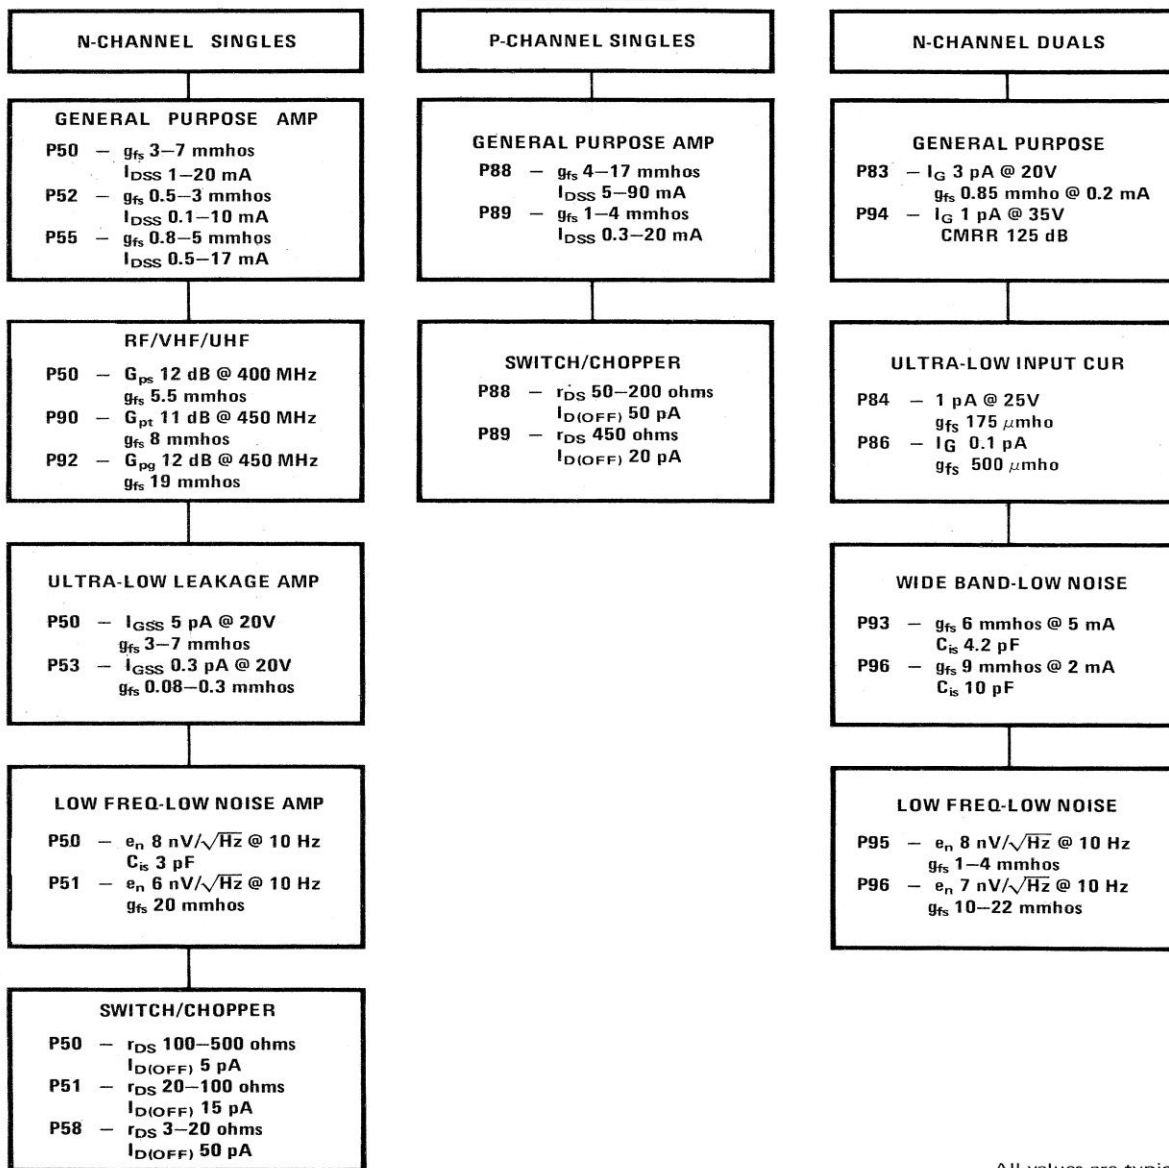 N-CHANNEL SINGLES
GENERAL PURPOSE AMP
P50 – gfs 3–7 mmhos
IDSS 1–20 mA
P52 – gfs 0.5–3 mmhos
IDSS 0.1–10 mA
P55 – gfs 0.8–5 mmhos
IDSS 0.5–17 mA
RF/VHF/UHF
P50 – Gps 12 dB @ 400 MHz
gfs 5.5 mmhos
P90 – Gpt 11 dB @ 450 MHz
gfs 8 mmhos
P92 – Gpg 12 dB @ 450 MHz
gfs 19 mmhos
ULTRA-LOW LEAKAGE AMP
P50 – IGSS 5 pA @ 20V
gfs 3–7 mmhos
P53 – IGSS 0.3 pA @ 20V
gfs 0.08–0.3 mmhos
LOW FREQ-LOW NOISE AMP
P50 – en 8 nV/√Hz @ 10 Hz
Cis 3 pF
P51 – en 6 nV/√Hz @ 10 Hz
gfs 20 mmhos
SWITCH/CHOPPER
P50 – rDS 100–500 ohms
ID(OFF) 5 pA
P51 – rDS 20–100 ohms
ID(OFF) 15 pA
P58 – rDS 3–20 ohms
ID(OFF) 50 pA
P-CHANNEL SINGLES
GENERAL PURPOSE AMP
P88 – gfs 4–17 mmhos
IDSS 5–90 mA
P89 – gfs 1–4 mmhos
IDSS 0.3–20 mA
SWITCH/CHOPPER
P88 – rDS 50–200 ohms
ID(OFF) 50 pA
P89 – rDS 450 ohms
ID(OFF) 20 pA
N-CHANNEL DUALS
GENERAL PURPOSE
P83 – IG 3 pA @ 20V
gfs 0.85 mmho @ 0.2 mA
P94 – IG 1 pA @ 35V
CMRR 125 dB
ULTRA-LOW INPUT CUR
P84 – 1 pA @ 25V
gfs 175 μmho
P86 – IG 0.1 pA
gfs 500 μmho
WIDE BAND-LOW NOISE
P93 – gfs 6 mmhos @ 5 mA
Cis 4.2 pF
P96 – gfs 9 mmhos @ 2 mA
Cis 10 pF
LOW FREQ-LOW NOISE
P95 – en 8 nV/√Hz @ 10 Hz
gfs 1–4 mmhos
P96 – en 7 nV/√Hz @ 10 Hz
gfs 10–22 mmhos
All values are